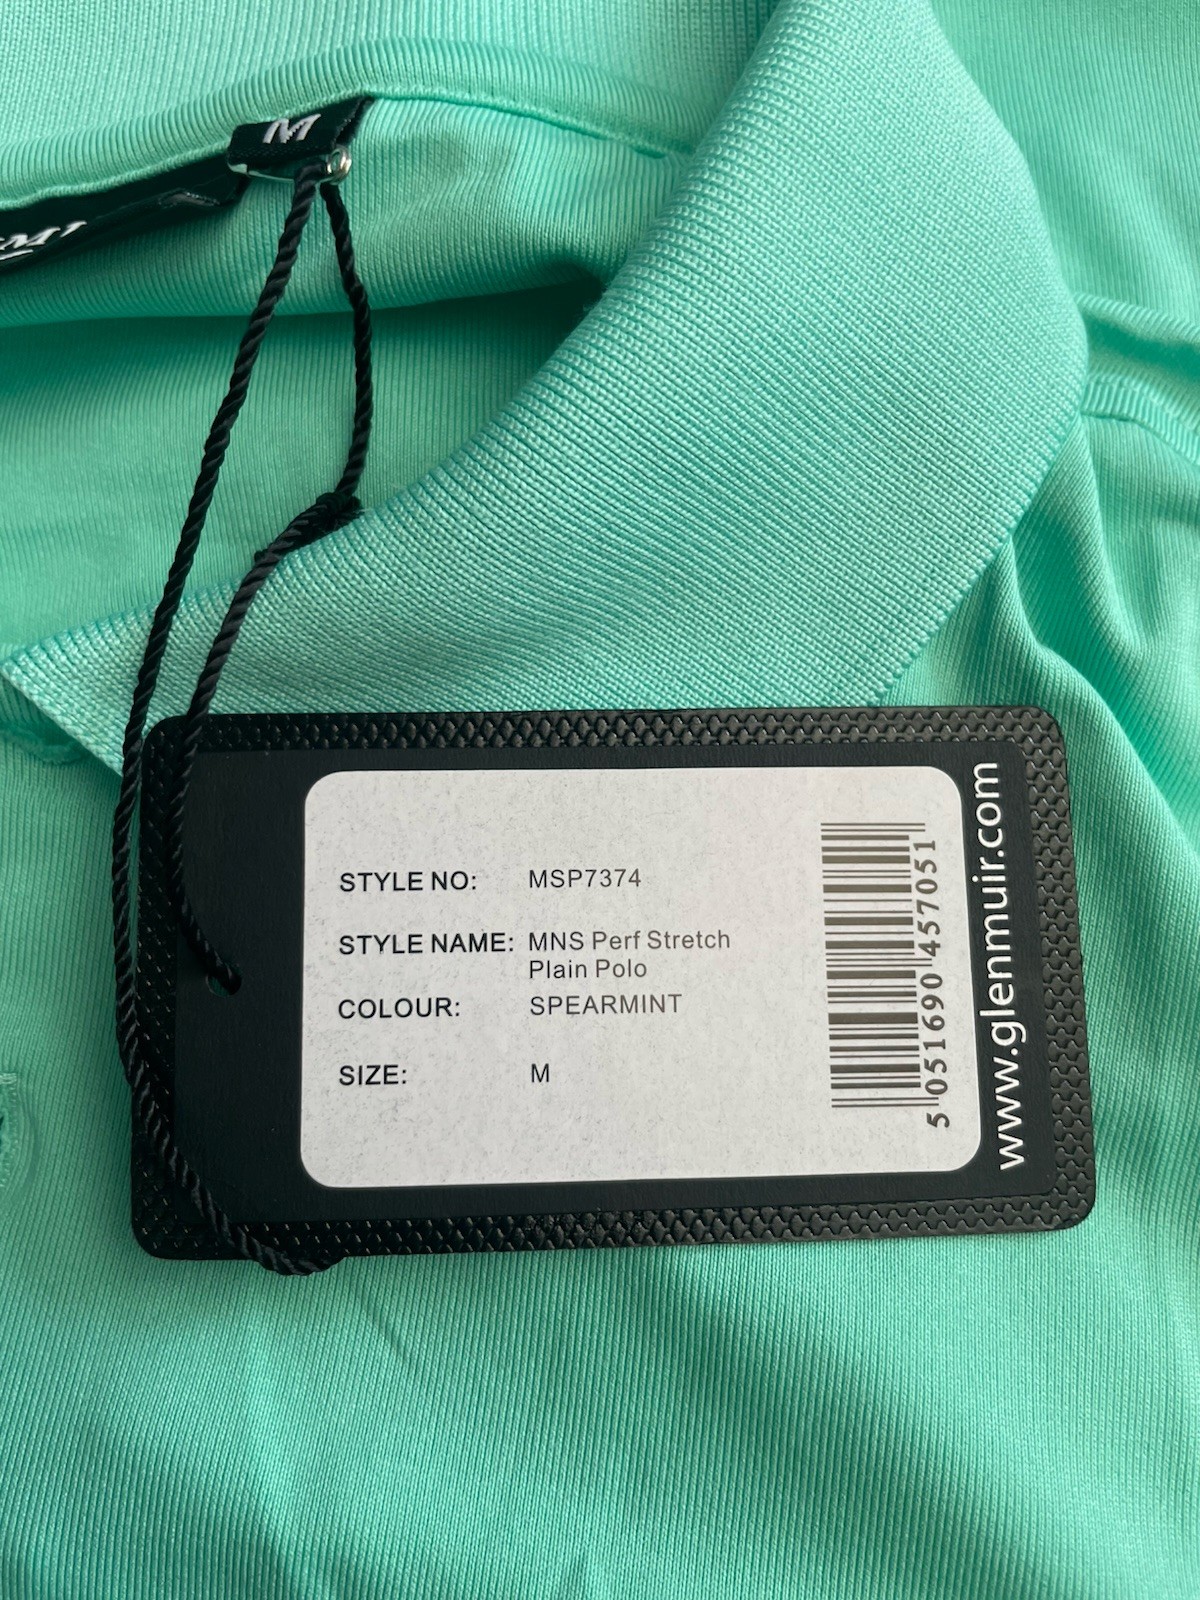 M
STYLE NO: MSP7374
STYLE NAME: MNS Perf Stretch
Plain Polo
COLOUR: SPEARMINT
SIZE: M
5 051690 457051
www.glenmuir.com